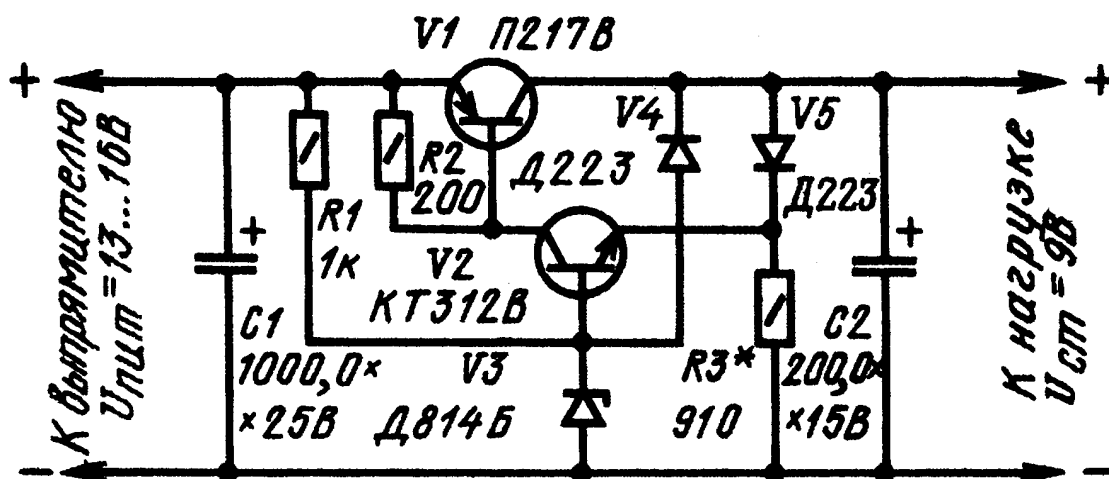 V1 П217В
+
+
К выпрямителю
Uпит=13...16В
V4
V5
R2
200
Д223
Д223
R1
1к
V2
КТ312В
+
+
C1
1000,0×
×25В
V3
Д814Б
R3*
910
C2
200,0×
×15В
К нагрузке
Uст=9В
−
−